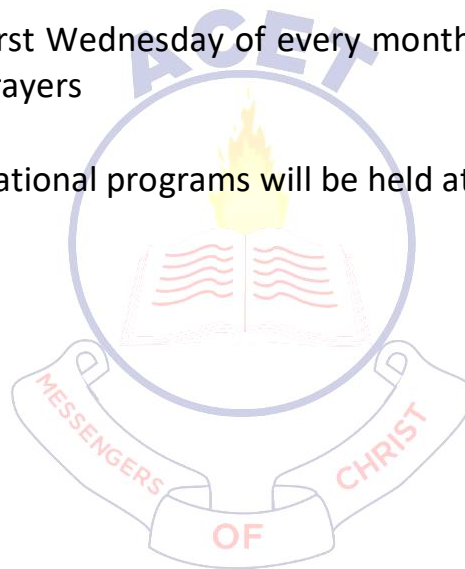 rst Wednesday of every month
rayers
ational programs will be held at
ACET
MESSENGERS
OF
CHRIST